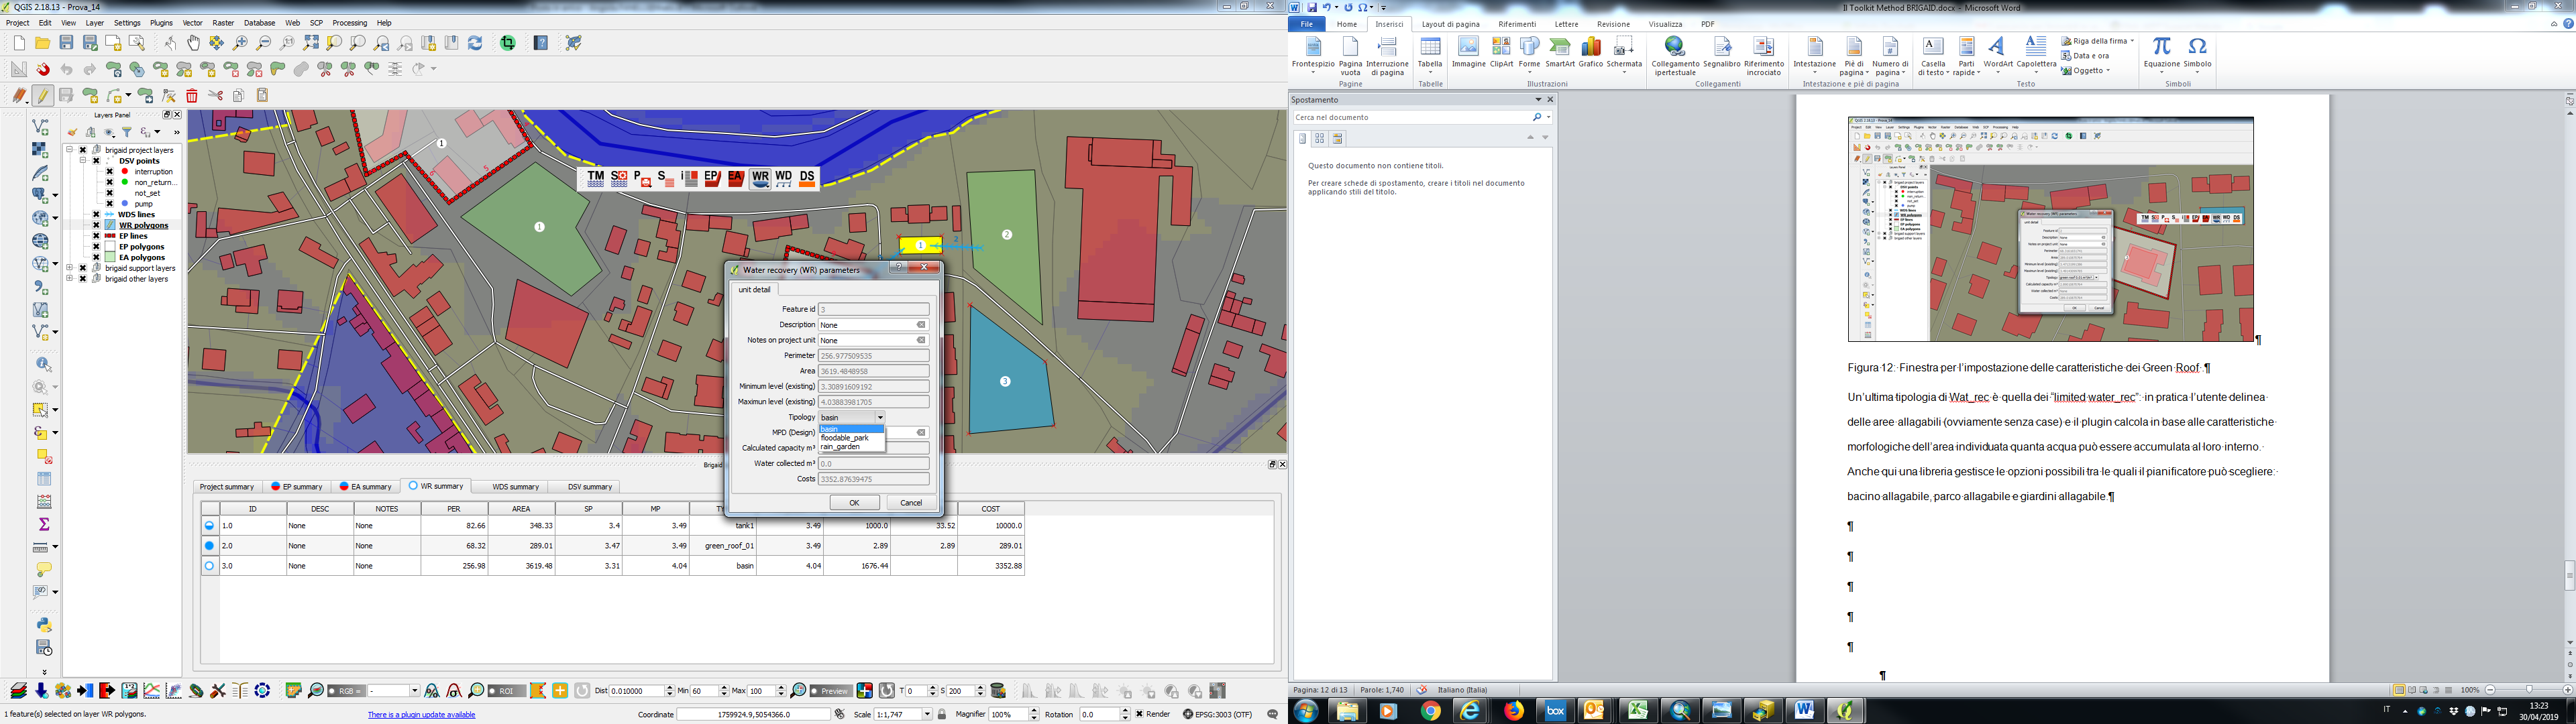 QGIS 2.18.13 - Prova_14
Project Edit View Layer Settings Plugins Vector Raster Database Web SCP Processing Help
Layers Panel
brigaid project layers
DSV points
interruption
non_return...
not_set
pump
WDS lines
WR polygons
EP lines
EP polygons
EA polygons
brigaid support layers
brigaid other layers
TM S P S i EP EA WR WD DS
1
1
2
1
2
3
Water recovery (WR) parameters
unit detail
Feature id 3
Description None
Notes on project unit None
Perimeter 256.977509535
Area 3619.4848958
Minimum level (existing) 3.30891609192
Maximun level (existing) 4.03883981705
Tipology basin
basin
floodable_park
rain_garden
MPD (Design)
Calculated capacity m³
Water collected m³ 0.0
Costs 3352.87639475
OK Cancel
Brigaid
Project summary EP summary EA summary WR summary WDS summary DSV summary
ID DESC NOTES PER AREA SP MP COST
1.0 None None 82.66 348.33 3.4 3.49 tank1 3.49 1000.0 33.52 10000.0
2.0 None None 68.32 289.01 3.47 3.49 green_roof_01 3.49 2.89 2.89 289.01
3.0 None None 256.98 3619.48 3.31 4.04 basin 4.04 1676.44 3352.88
RGB = - ROI Dist 0.010000 Min 60 Max 100 Preview T 0 S 200
1 feature(s) selected on layer WR polygons. There is a plugin update available Coordinate 1759924.9,5054366.0 Scale 1:1,747 Magnifier 100% Rotation 0.0 Render EPSG:3003 (OTF)
Il Toolkit Method BRIGAID.docx - Microsoft Word
File Home Inserisci Layout di pagina Riferimenti Lettere Revisione Visualizza PDF
Frontespizio Pagina vuota Interruzione di pagina Tabella Immagine ClipArt Forme SmartArt Grafico Schermata Collegamento ipertestuale Segnalibro Riferimento incrociato Intestazione Piè di pagina Numero di pagina Casella di testo Parti rapide WordArt Capolettera Riga della firma Data e ora Oggetto Equazione Simbolo
Pagine Tabelle Illustrazioni Collegamenti Intestazione e piè di pagina Testo Simboli
Spostamento
Cerca nel documento
Questo documento non contiene titoli.
Per creare schede di spostamento, creare i titoli nel documento
applicando stili del titolo.
Figura 12: Finestra per l'impostazione delle caratteristiche dei Green Roof .¶
Un'ultima tipologia di Wat_rec è quella dei "limited water_rec": in pratica l'utente delinea
delle aree allagabili (ovviamente senza case) e il plugin calcola in base alle caratteristiche
morfologiche dell'area individuata quanta acqua può essere accumulata al loro interno.
Anche qui una libreria gestisce le opzioni possibili tra le quali il pianificatore può scegliere:
bacino allagabile, parco allagabile e giardini allagabile.¶
¶
¶
¶
¶
¶
¶
Pagina: 12 di 13 Parole: 1,740 Italiano (Italia) 100%
IT 13:23
30/04/2019